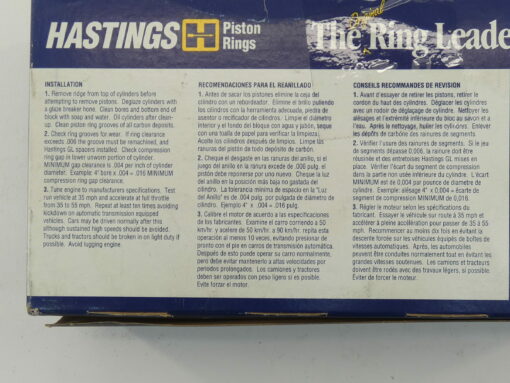 HASTINGS H Piston Rings
The Original Ring Leade
INSTALLATION
1. Remove ridge from top of cylinders before
attempting to remove pistons. Deglaze cylinders with
a glaze breaker hone. Clean bores and bottom end of
block with soap and water. Oil cylinders after clean-
up. Clean piston ring grooves of all carbon deposits.
2. Check ring grooves for wear. If ring clearance
exceeds .006 the groove must be remachined, and
Hastings GL spacers installed. Check compression
ring gap in lower unworn portion of cylinder.
MINIMUM gap clearance is .004 per inch of cylinder
diameter. Example: 4" bore x .004 = .016 MINIMUM
compression ring gap clearance.
3. Tune engine to manufacturers specifications. Test
run vehicle at 35 mph and accelerate at full throttle
from 35 to 55 mph. Repeat at least ten times avoiding
kickdown on automatic transmission equipped
vehicles. Cars may be driven normally after this
although sustained high speeds should be avoided.
Trucks and tractors should be broken in on light duty if
possible. Avoid lugging engine.
RECOMENDACIONES PARA EL REANILLADO
1. Antes de sacar los pistones elimine la ceja del
cilindro con un rebordeador. Elimine el brillo puliendo
los cilindros con la herramienta adecuada, piedra de
asentar o rectificador de cilindros. Limpie el diámetro
interior y el fondo del bloque con agua y jabón, seque
con una toalla de papel para verificar la limpieza.
Aceite los cilindros después de limpios. Limpie las
ranuras del pistón de todo depósito de carbón.
2. Cheque el desgaste en las ranuras del anillo, si el
juego del anillo en la ranura excede de .006 pulg. el
pistón debe reponerse por uno nuevo. Cheque la luz
del anillo en la posición más baja no gastada del
cilindro. La tolerancia mínima de espacio en la "Luz
del Anillo" es de .004 pulg. por pulgada de diámetro de
cilindro. Ejemplo 4" x .004 = .016 pulg.
3. Calibre el motor de acuerdo a las especificaciones
de los fabricantes. Examine el carro corriendo a 50
km/hr y acelere de 50 km/hr a 90 km/hr. repita esta
operación al menos 10 veces, evitando presionar de
pronto con el pie en carros de transmisión automática.
Después de esto puede operar su carro normalmente,
pero debe evitar mantenerlo a altas velocidades por
períodos prolongados. Los camiones y tractores
deben ser operados con peso ligero si es posible.
Evite forzar el motor.
CONSEILS RECOMMANDES DE REVISION
1. Avant d'essayer de retirer les pistons, retirer le
cordon du haut des cylindres. Déglacer les cylindres
avec un rodoir de déglaçage de cylindre. Nettoyer les
alésages et l'extrémité inférieure du bloc au savon et à
l'eau. Après le nettoyage, huiler les cylindres. Enlever
les dépôts de carbone des rainures de segments.
2. Vérifier l'usure des rainures de segments. Si le jeu
de segments dépasse 0,006, la rainure doit être
réusinée et des entretoises Hastings GL mises en
place. Vérifier l'écart du segment de compression
dans la partie non usée inférieure du cylindre. L'écart
MINIMUM est de 0,004 par pouce de diamètre de
cylindre. Exemple: alésage 4" x 0,004 = écarte de
segment de compression MINIMUM de 0,016.
3. Régler le moteur selon les spécifications du
fabricant. Essayer le véhicule sur route à 35 mph et
accélérer à pleine accélération pour passer de 35 à 55
mph. Recommencer au moins dix fois en évitant la
descente forcée sur les véhicules équipés de boîtes de
vitesses automatiques. Après, les automobiles
peuvent être conduites normalement tout en évitant les
grandes vitesses soutenues. Les camions et tracteurs
doivent être rodés avec des travaux légers, si possible.
Éviter de forcer le moteur.